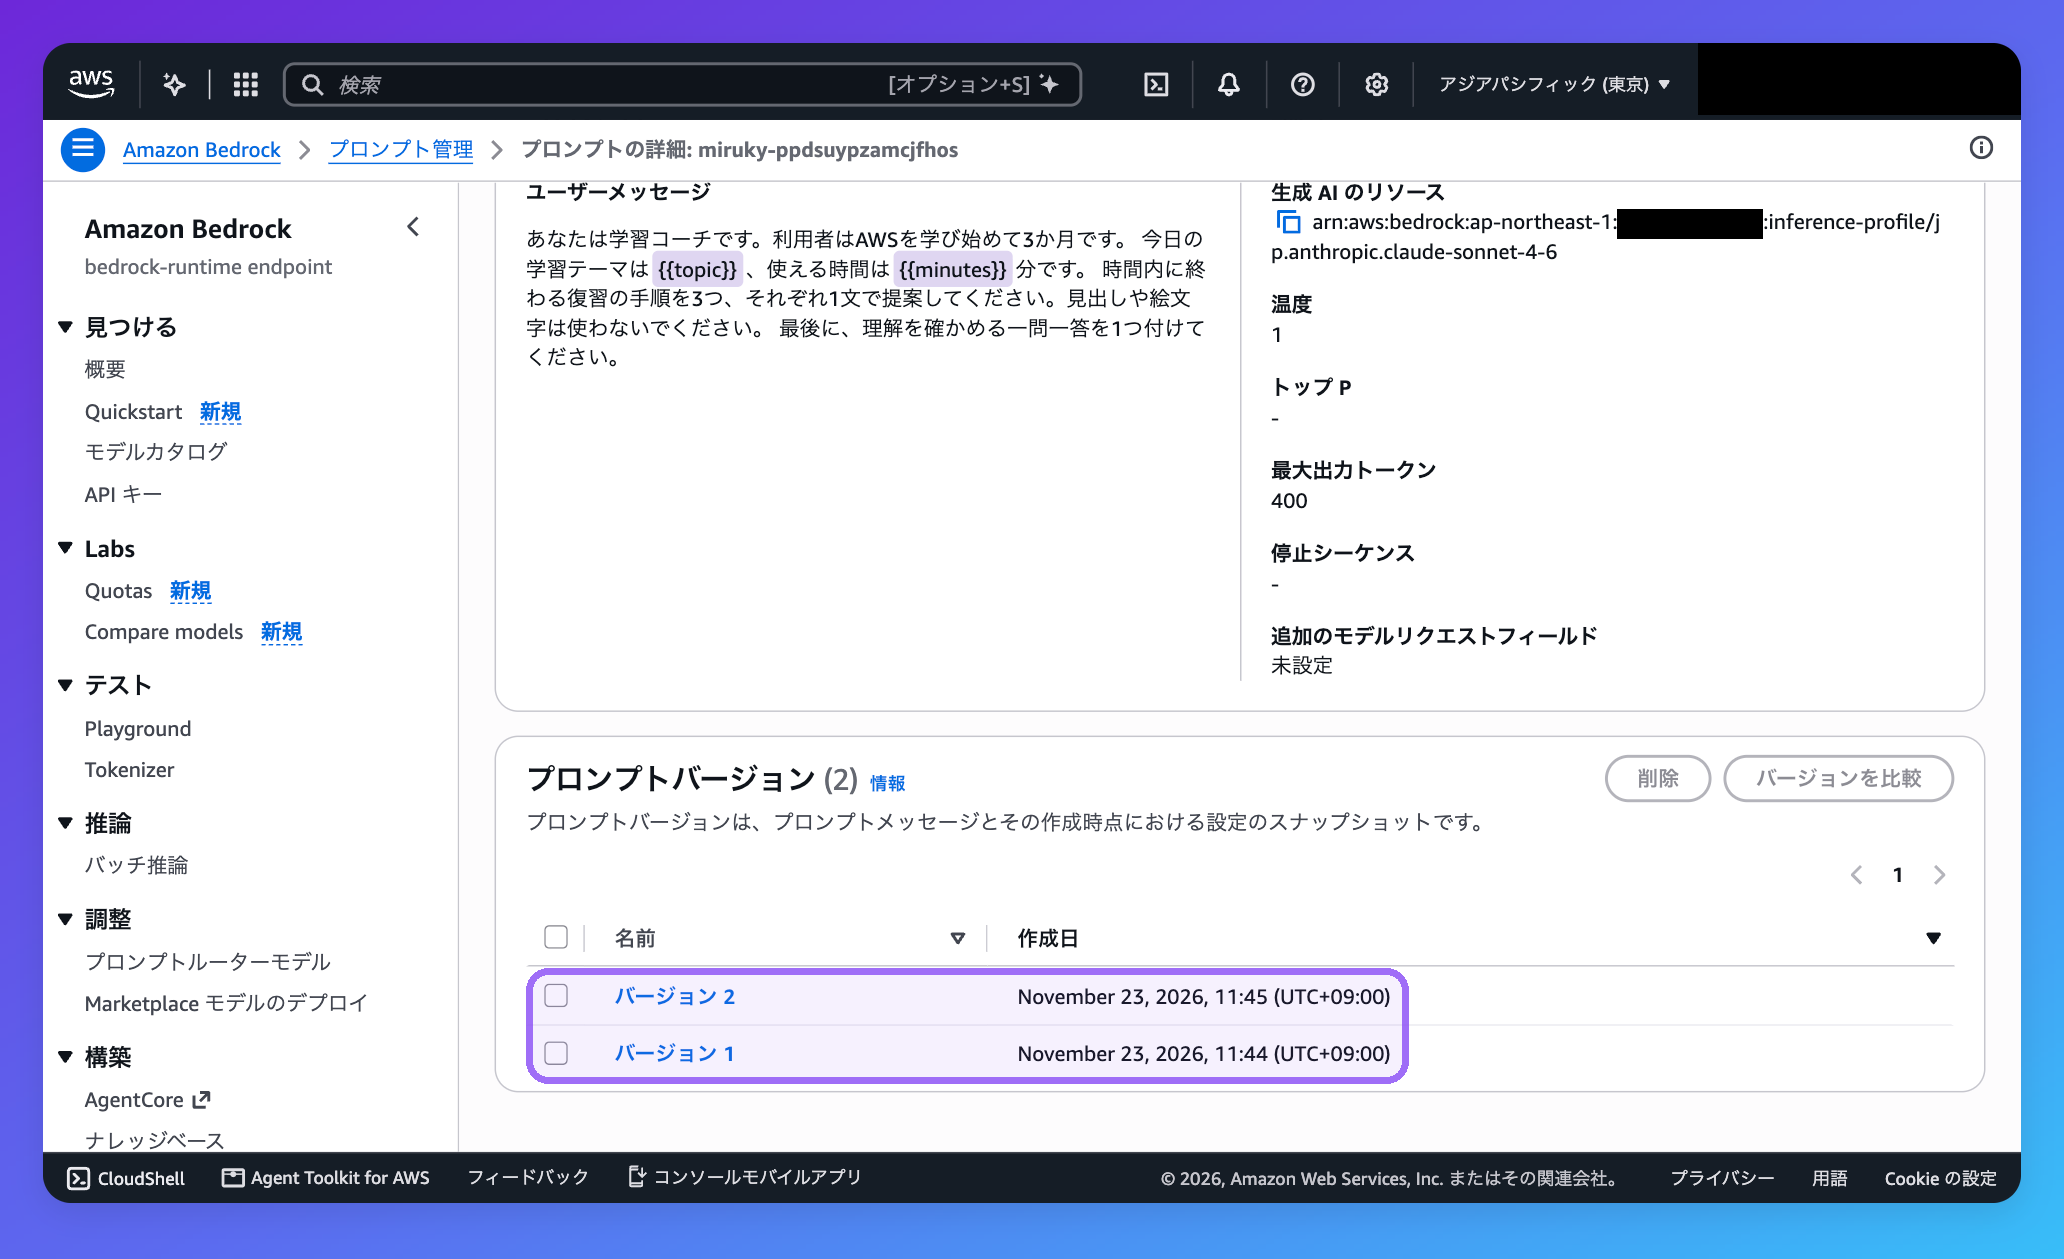 aws
検索
[オプション+S]
アジアパシフィック (東京)
Amazon Bedrock
プロンプト管理
プロンプトの詳細: miruky-ppdsuypzamcjfhos
Amazon Bedrock
bedrock-runtime endpoint
見つける
概要
Quickstart 新規
モデルカタログ
API キー
Labs
Quotas 新規
Compare models 新規
テスト
Playground
Tokenizer
推論
バッチ推論
調整
プロンプトルーターモデル
Marketplace モデルのデプロイ
構築
AgentCore
ナレッジベース
ユーザーメッセージ
あなたは学習コーチです。利用者はAWSを学び始めて3か月です。 今日の
学習テーマは {{topic}} 、使える時間は {{minutes}} 分です。 時間内に終
わる復習の手順を3つ、それぞれ1文で提案してください。見出しや絵文
字は使わないでください。 最後に、理解を確かめる一問一答を1つ付けて
ください。
生成 AI のリソース
arn:aws:bedrock:ap-northeast-1: :inference-profile/j
p.anthropic.claude-sonnet-4-6
温度
1
トップ P
-
最大出力トークン
400
停止シーケンス
-
追加のモデルリクエストフィールド
未設定
プロンプトバージョン (2) 情報
削除
バージョンを比較
プロンプトバージョンは、プロンプトメッセージとその作成時点における設定のスナップショットです。
1
名前
作成日
バージョン 2
November 23, 2026, 11:45 (UTC+09:00)
バージョン 1
November 23, 2026, 11:44 (UTC+09:00)
CloudShell
Agent Toolkit for AWS
フィードバック
コンソールモバイルアプリ
© 2026, Amazon Web Services, Inc. またはその関連会社。
プライバシー
用語
Cookie の設定